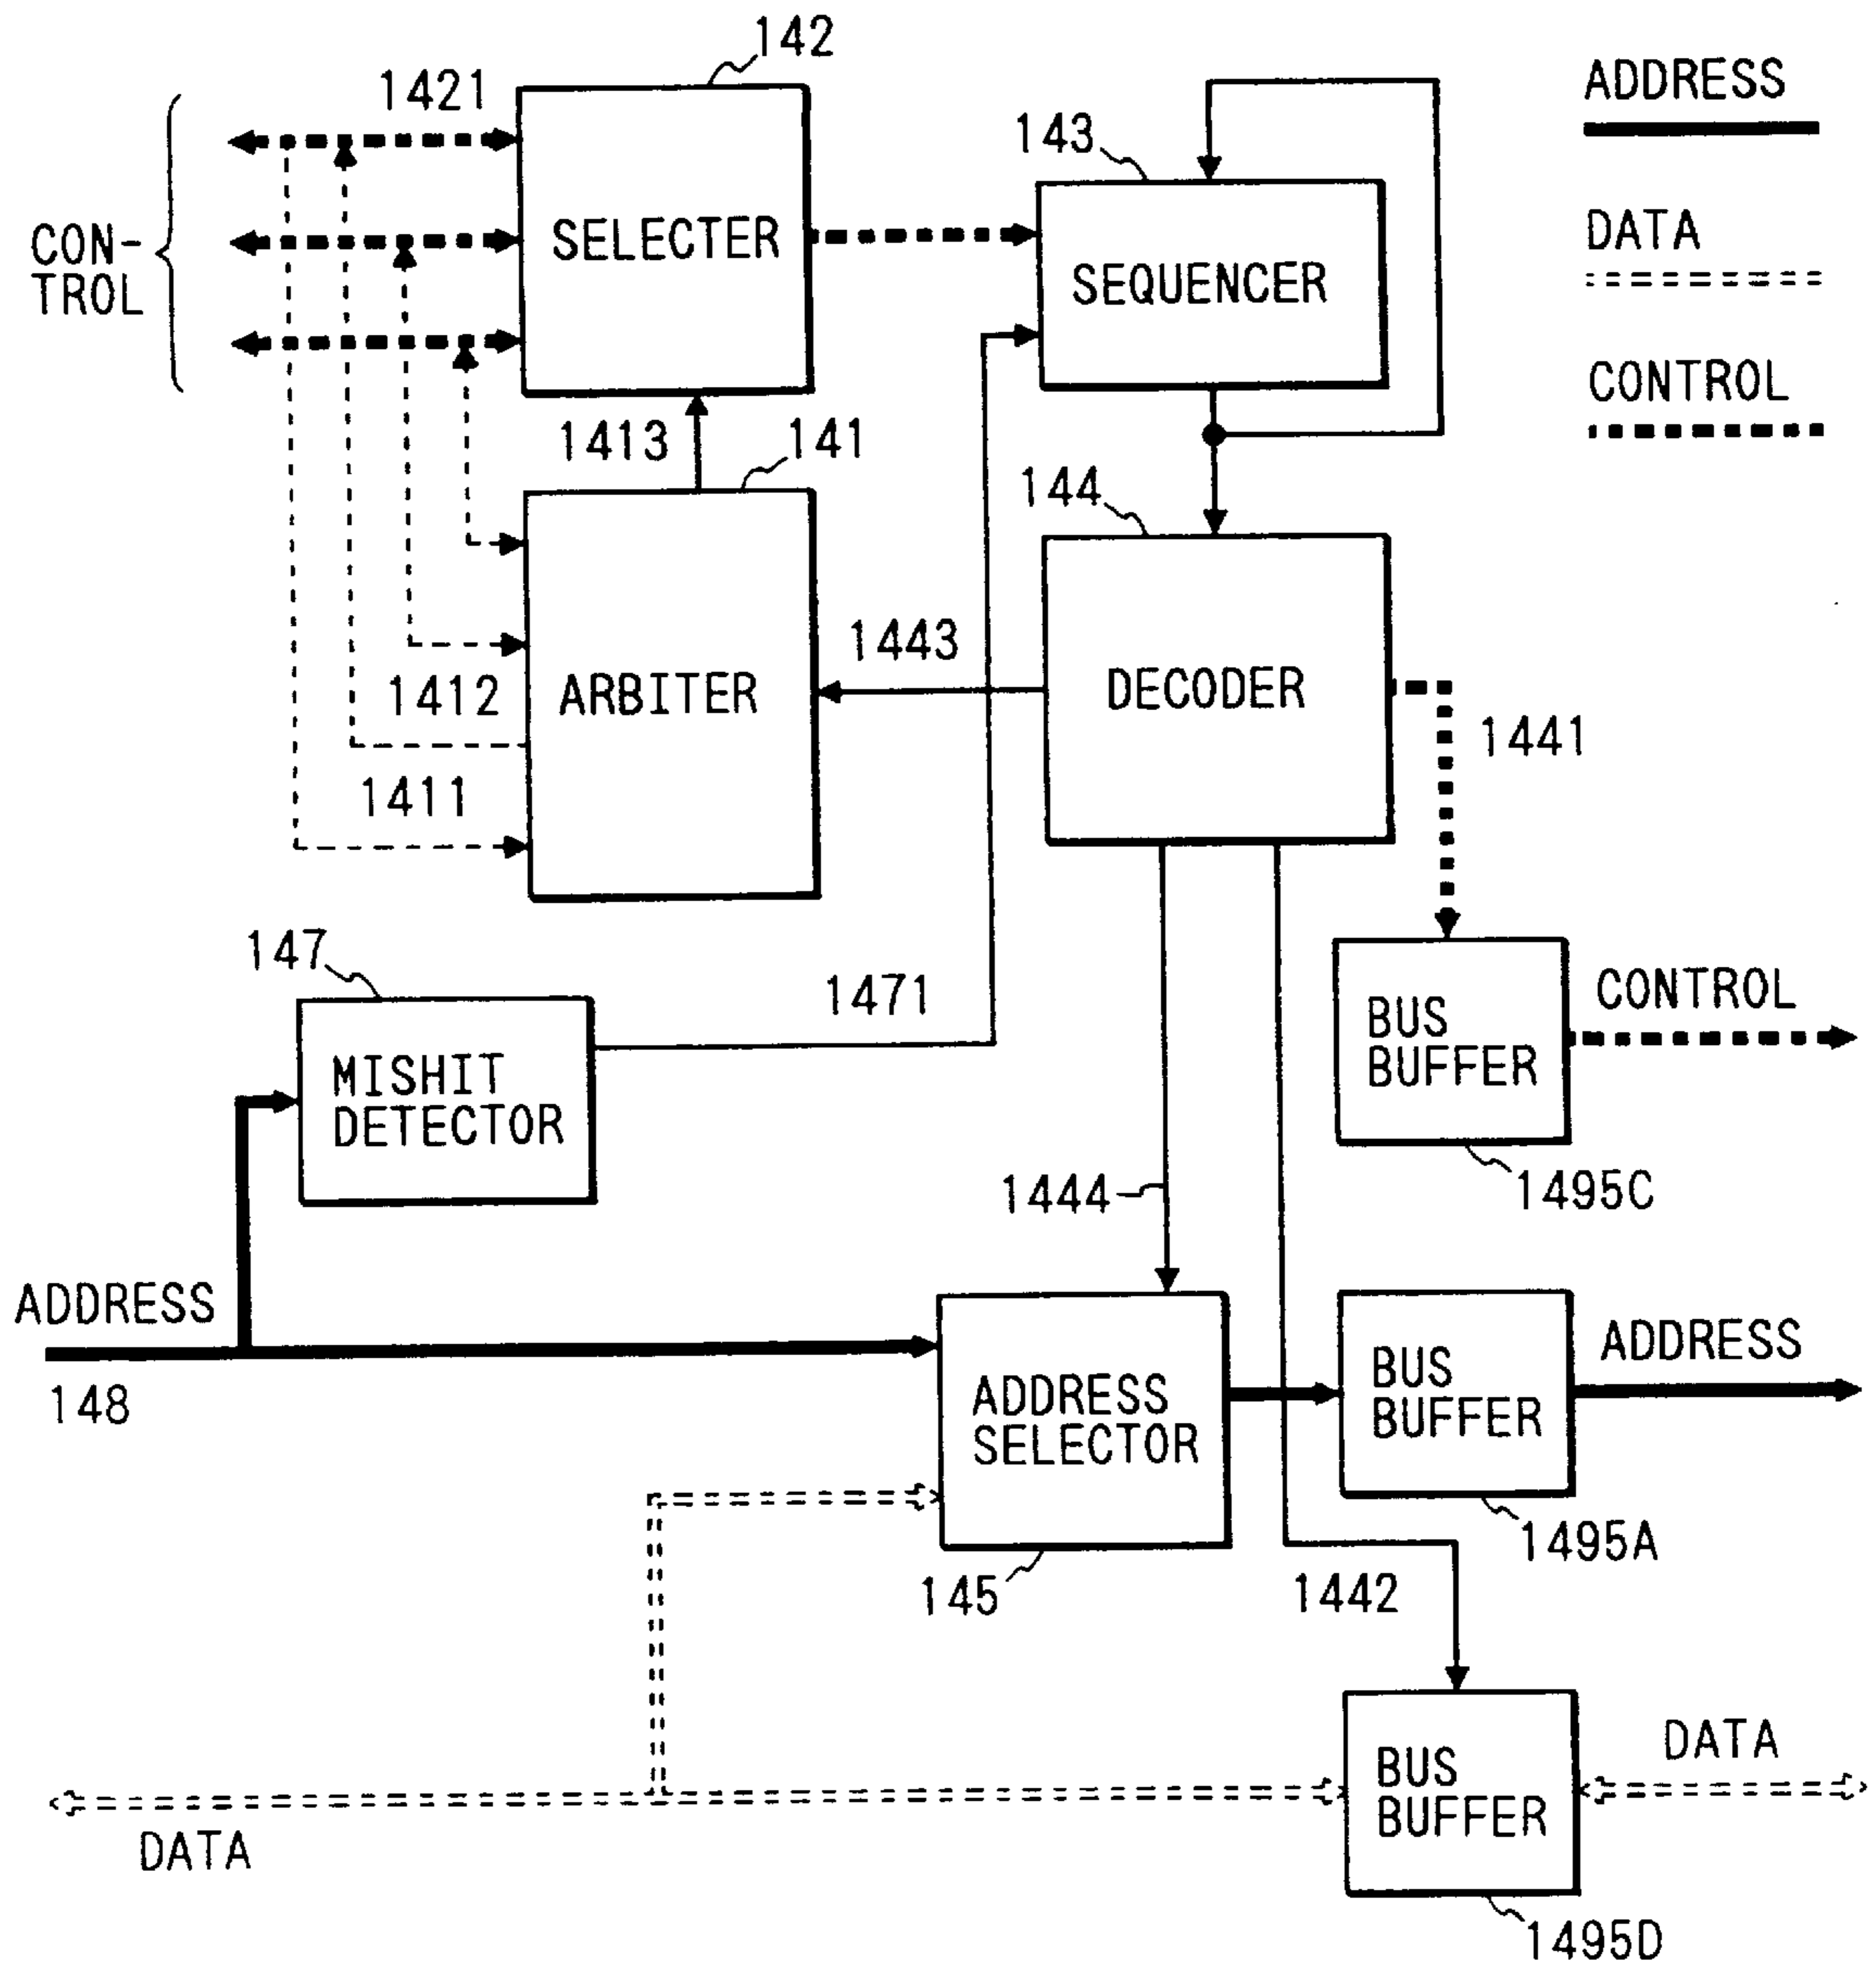 142
1421
ADDRESS
143
SELECTER
CON-
TROL
DATA
SEQUENCER
CONTROL
1413
141
144
1443
1412
ARBITER
DECODER
1441
1411
147
1471
CONTROL
BUS
BUFFER
MISHIT
DETECTOR
1444
1495C
ADDRESS
ADDRESS
148
ADDRESS
SELECTOR
BUS
BUFFER
1495A
145
1442
DATA
BUS
BUFFER
DATA
1495D